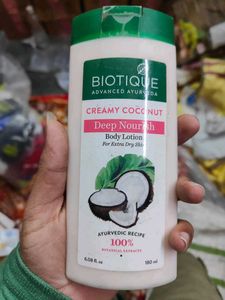 BIOTIQUE
ADVANCED AYURVEDA
CREAMY COCONUT
Deep Nourish
Body Lotion
For Extra Dry Skin
AYURVEDIC RECIPE
100%
BOTANICAL EXTRACTS
6.08 fl.oz
180 ml